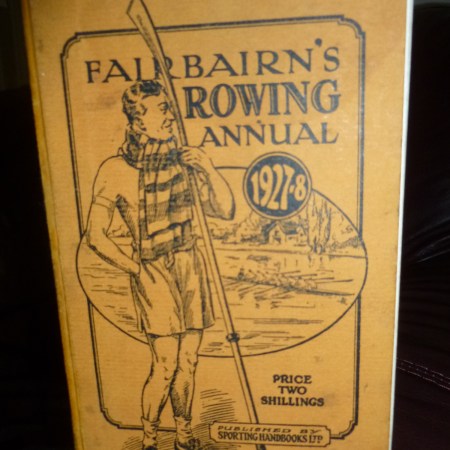 FAIRBAIRN'S
ROWING
ANNUAL
1927-8
PRICE
TWO
SHILLINGS
PUBLISHED BY
SPORTING HANDBOOKS LTD